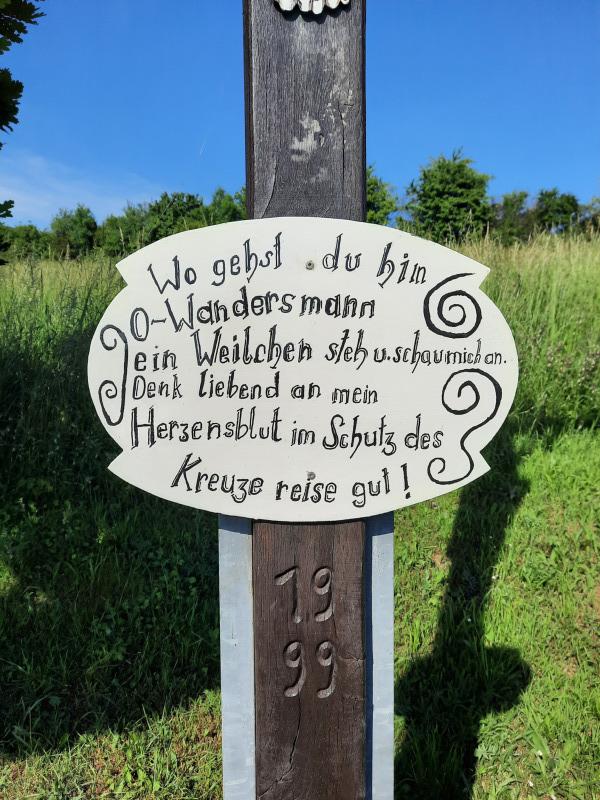 Wo gehst du hin
O-Wandersmann
ein Weilchen steh u. schau mich an.
Denk liebend an mein
Herzensblut im Schutz des
Kreuze reise gut!
19
99